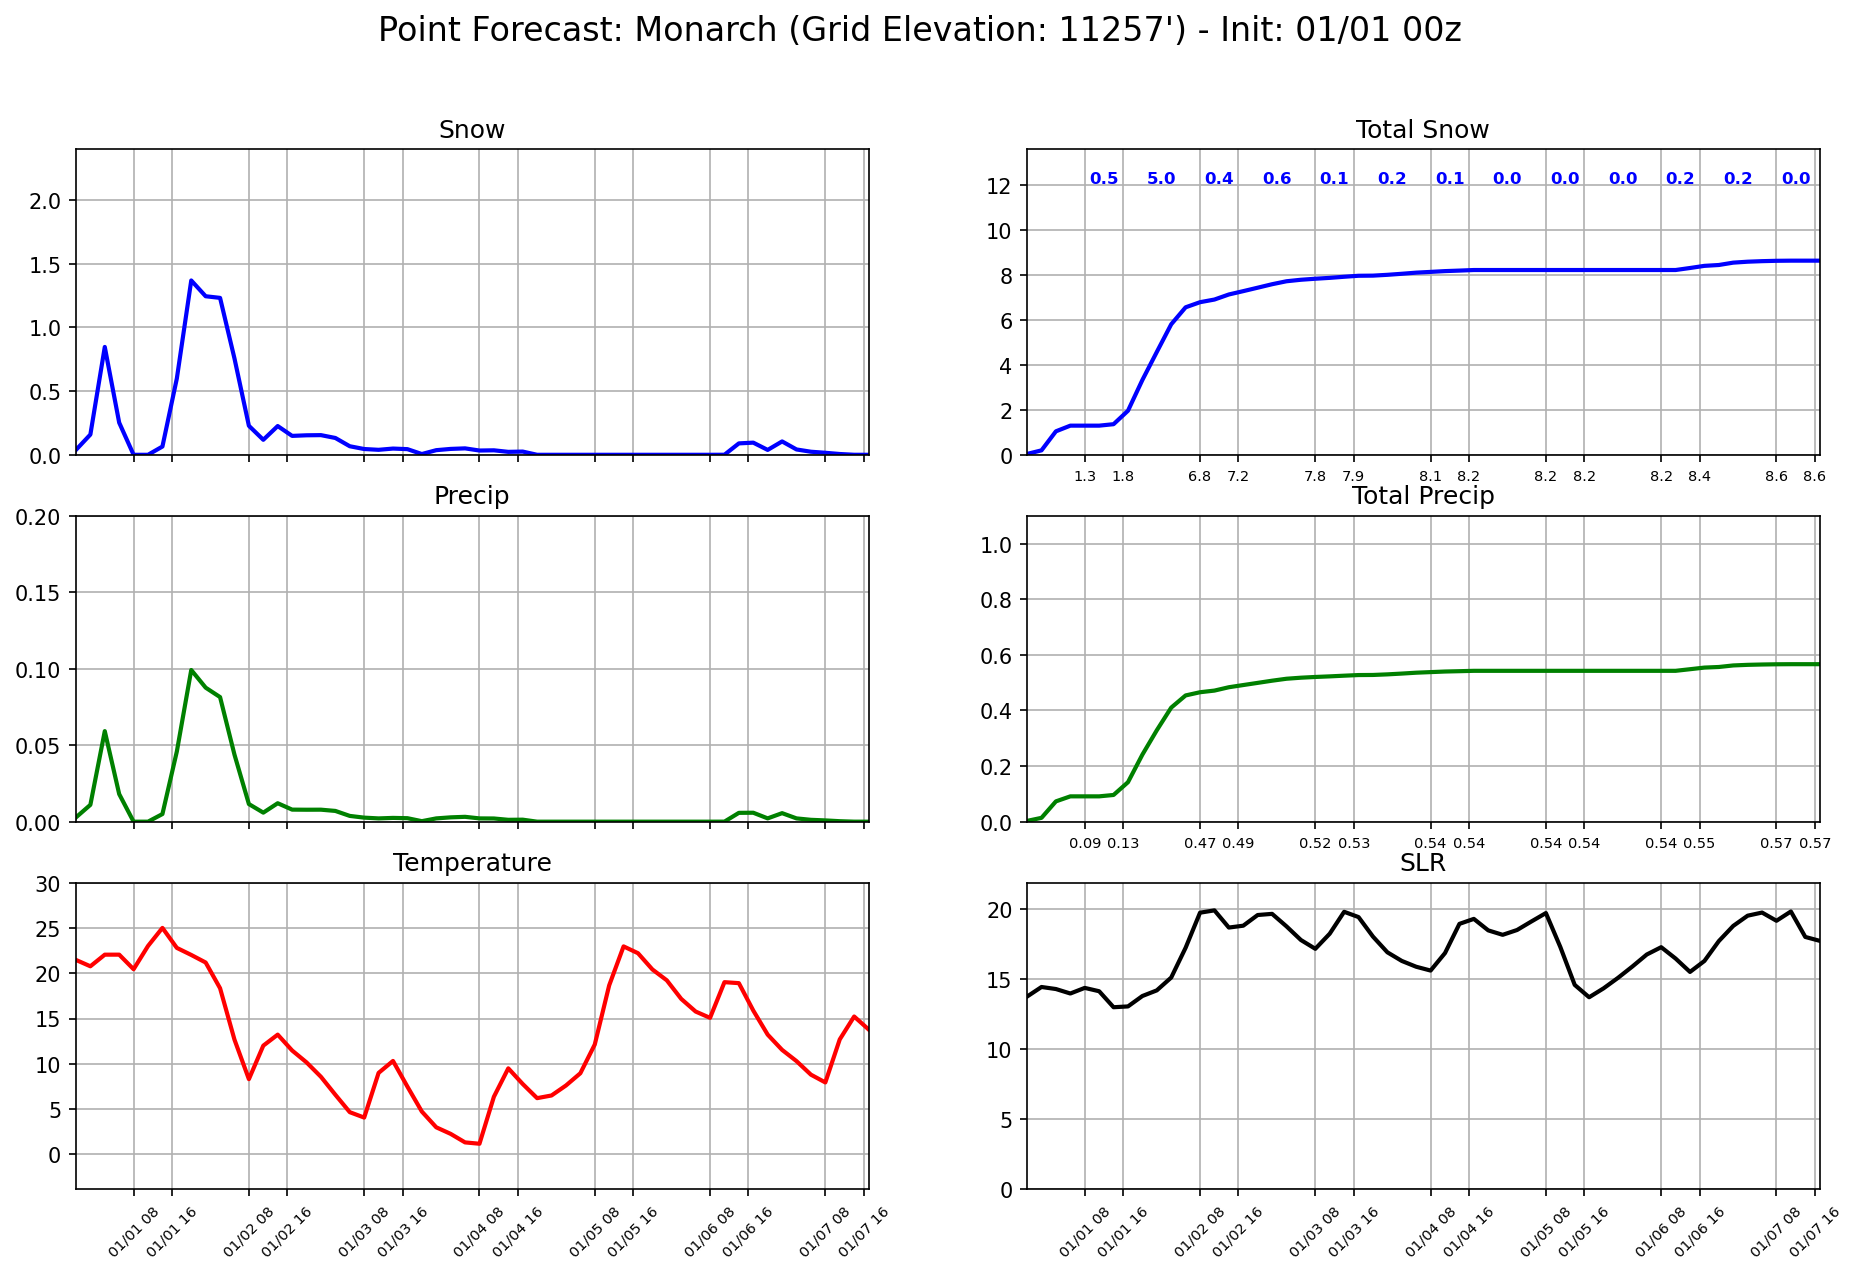 Point Forecast: Monarch (Grid Elevation: 11257') - Init: 01/01 00z
Snow
2.0
1.5
1.0
0.5
0.0
Total Snow
0.5 5.0 0.4 0.6 0.1 0.2 0.1 0.0 0.0 0.0 0.2 0.2 0.0
12
10
8
6
4
2
0
1.3 1.8 6.8 7.2 7.8 7.9 8.1 8.2 8.2 8.2 8.2 8.4 8.6 8.6
Precip
0.20
0.15
0.10
0.05
0.00
Total Precip
1.0
0.8
0.6
0.4
0.2
0.0
0.09 0.13 0.47 0.49 0.52 0.53 0.54 0.54 0.54 0.54 0.54 0.55 0.57 0.57
Temperature
30
25
20
15
10
5
0
01/01 08 01/01 16 01/02 08 01/02 16 01/03 08 01/03 16 01/04 08 01/04 16 01/05 08 01/05 16 01/06 08 01/06 16 01/07 08 01/07 16
SLR
20
15
10
5
0
01/01 08 01/01 16 01/02 08 01/02 16 01/03 08 01/03 16 01/04 08 01/04 16 01/05 08 01/05 16 01/06 08 01/06 16 01/07 08 01/07 16